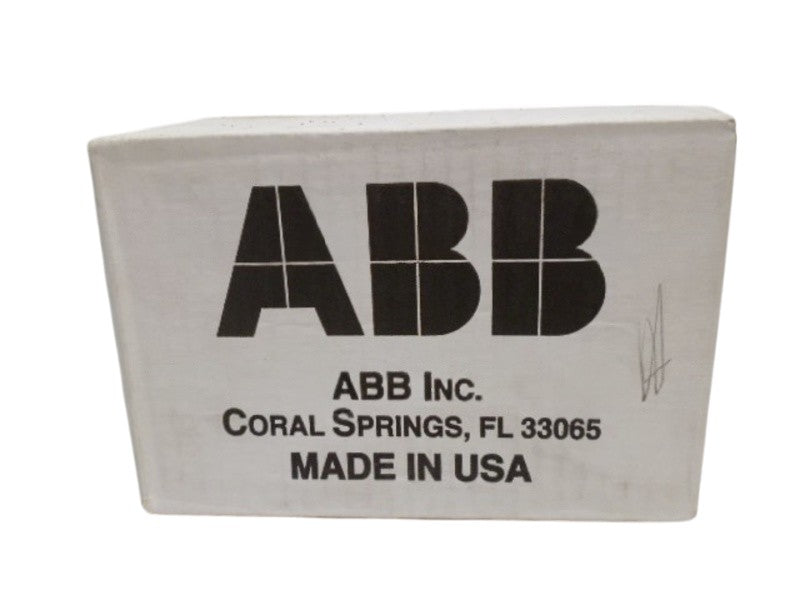 ABB
ABB INC.
CORAL SPRINGS, FL 33065
MADE IN USA